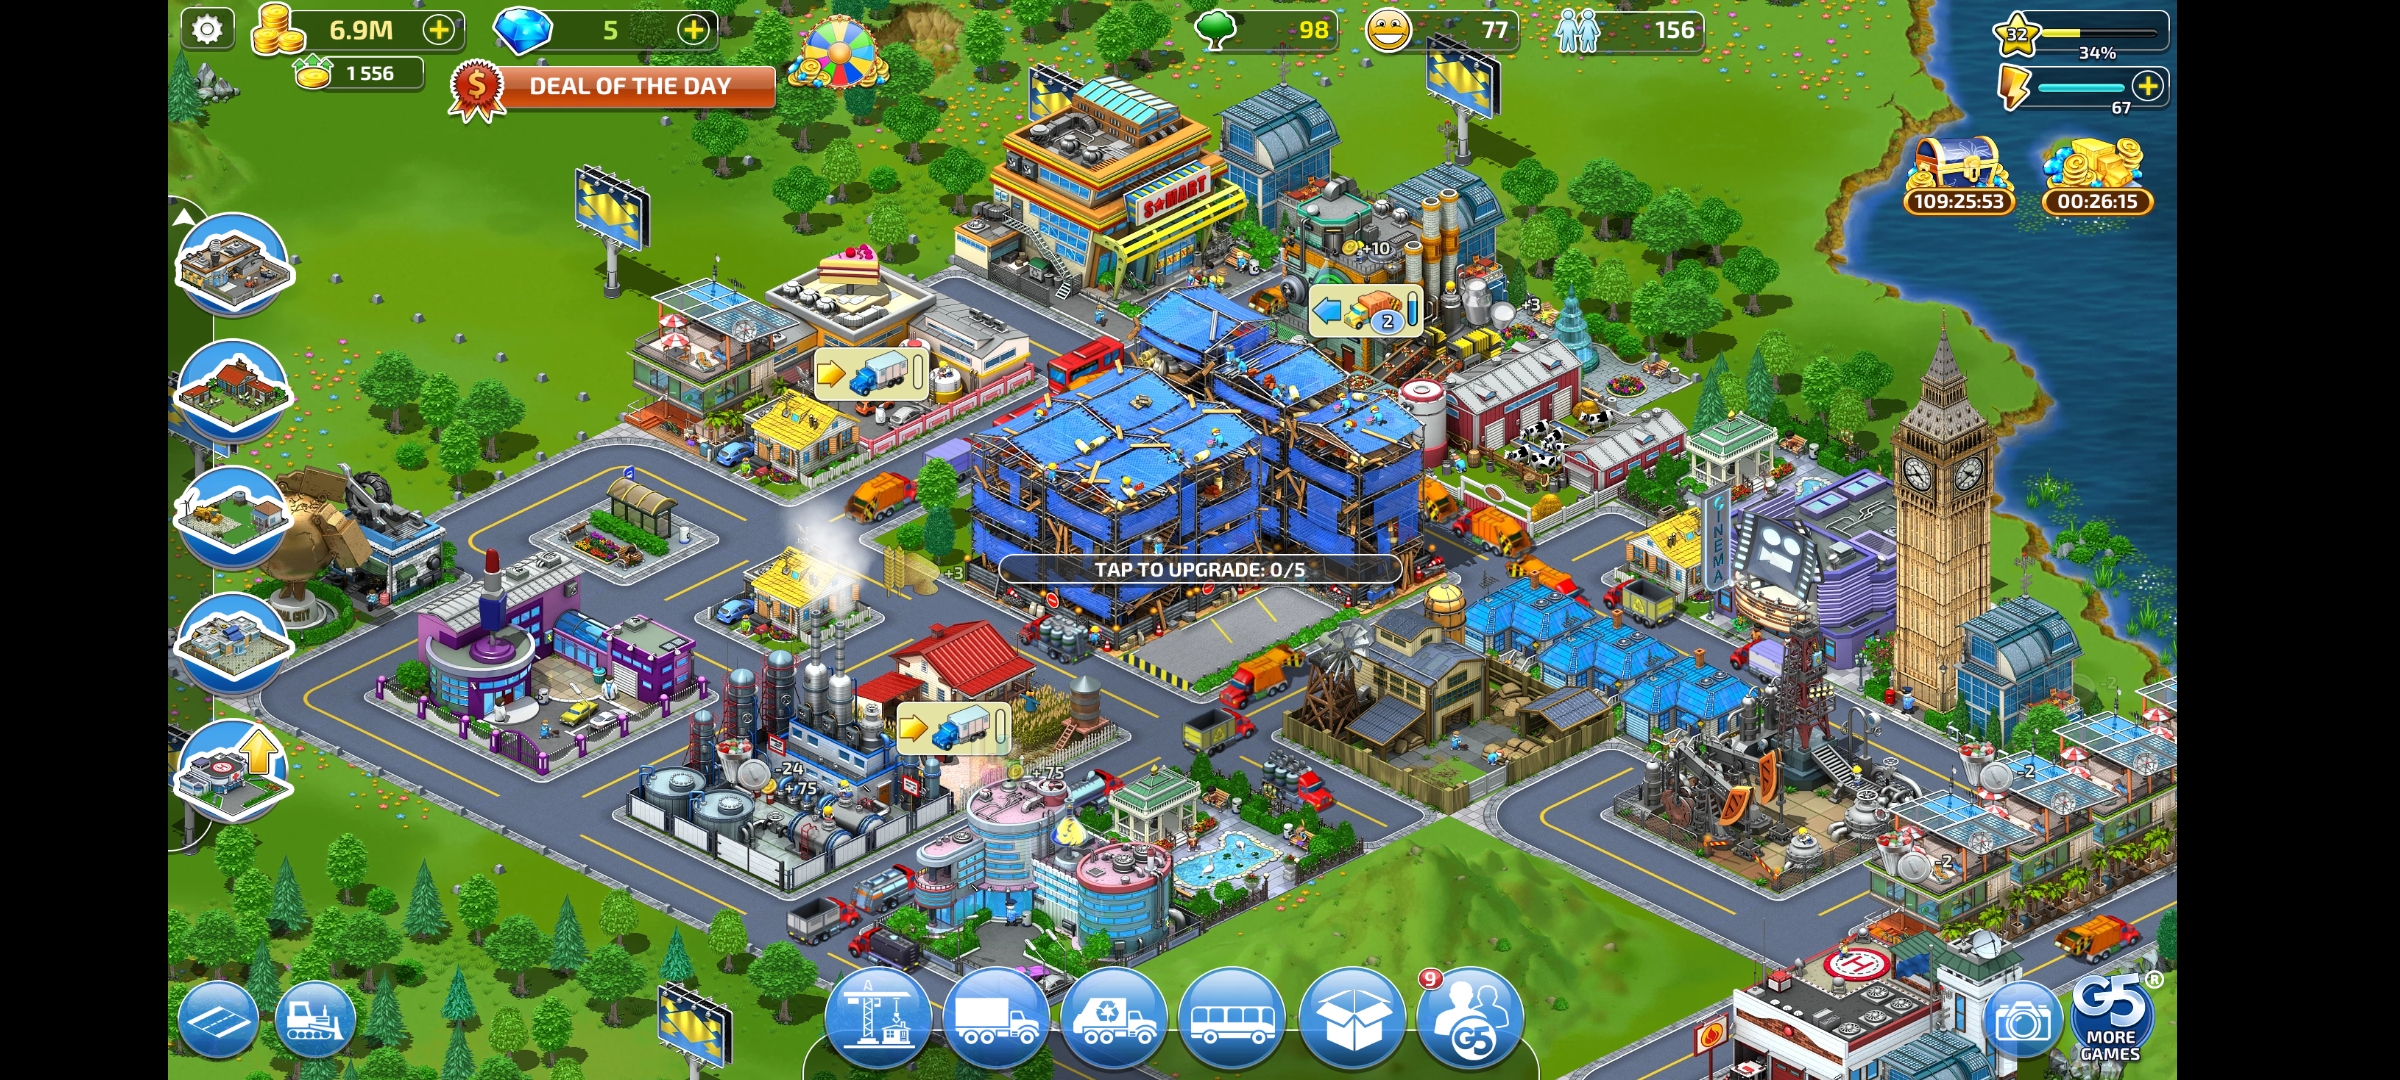 6.9M
5
98
77
156
32
34%
1 556
DEAL OF THE DAY
67
109:25:53
00:26:15
S★MART
+10
2
+3
CINEMA
+3
TAP TO UPGRADE: 0/5
-2
-24
+75
+75
-2
-2
H
A
9
G5
G5®
MORE
GAMES